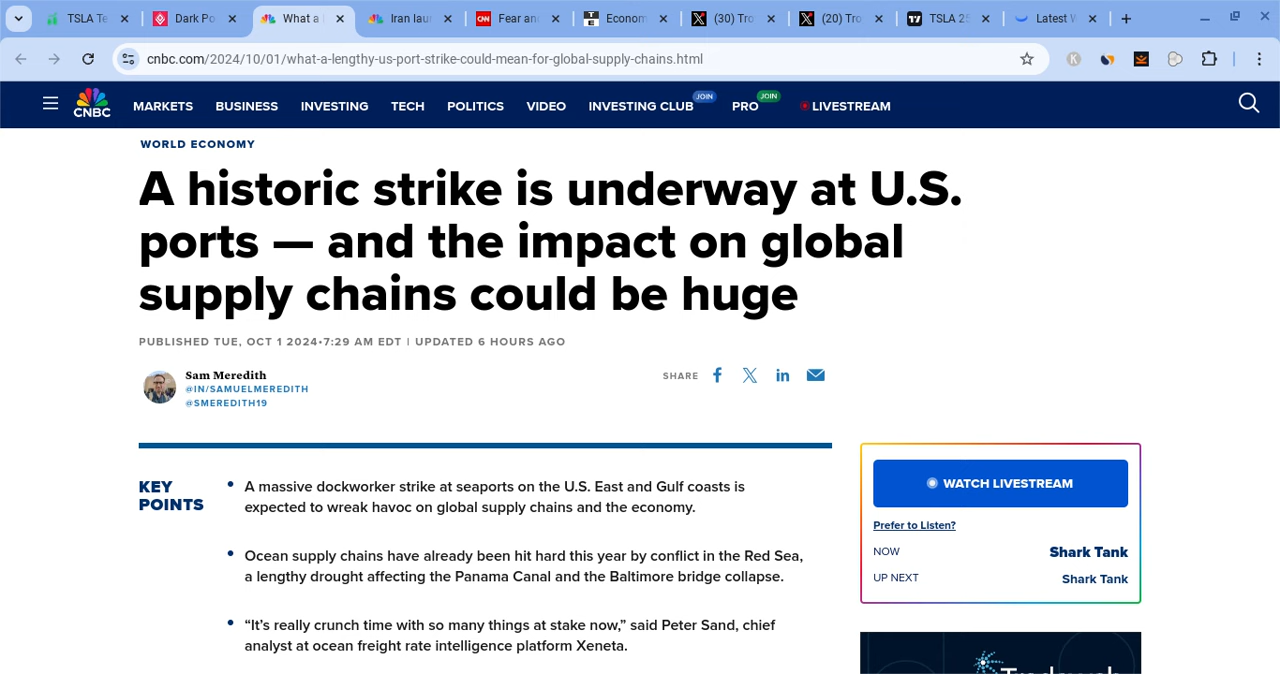 TSLA Te
Dark Po
What a l
Iran lau
Fear an
Econom
(30) Tro
(20) Tro
TSLA 25
Latest V
cnbc.com/2024/10/01/what-a-lengthy-us-port-strike-could-mean-for-global-supply-chains.html
CNBC
MARKETS BUSINESS INVESTING TECH POLITICS VIDEO INVESTING CLUB JOIN PRO JOIN LIVESTREAM
WORLD ECONOMY
A historic strike is underway at U.S.
ports — and the impact on global
supply chains could be huge
PUBLISHED TUE, OCT 1 2024•7:29 AM EDT | UPDATED 6 HOURS AGO
Sam Meredith
@IN/SAMUELMEREDITH
@SMEREDITH19
SHARE
KEY
POINTS
• A massive dockworker strike at seaports on the U.S. East and Gulf coasts is
expected to wreak havoc on global supply chains and the economy.
• Ocean supply chains have already been hit hard this year by conflict in the Red Sea,
a lengthy drought affecting the Panama Canal and the Baltimore bridge collapse.
• “It’s really crunch time with so many things at stake now,” said Peter Sand, chief
analyst at ocean freight rate intelligence platform Xeneta.
WATCH LIVESTREAM
Prefer to Listen?
NOW Shark Tank
UP NEXT Shark Tank
Tradeweb